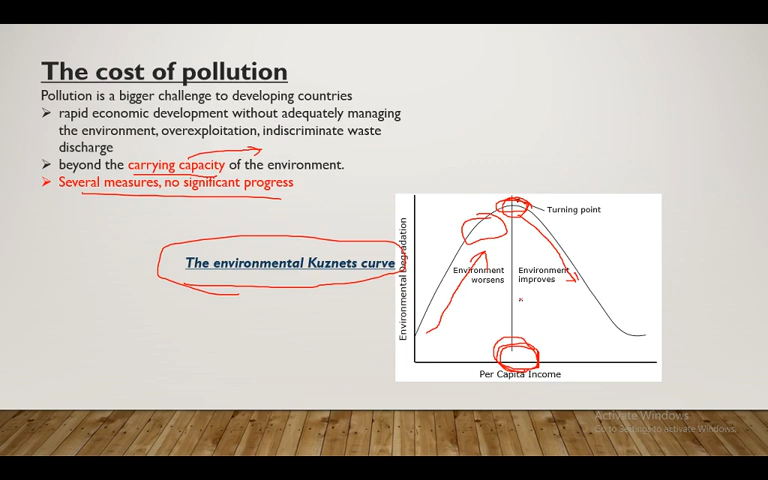 The cost of pollution
Pollution is a bigger challenge to developing countries
rapid economic development without adequately managing
the environment, overexploitation, indiscriminate waste
discharge
beyond the carrying capacity of the environment.
Several measures, no significant progress
The environmental Kuznets curve
Turning point
Environmental Degradation
Environment
worsens
Environment
improves
Per Capita Income
Activate Windows
Go to Settings to Activate Windows.